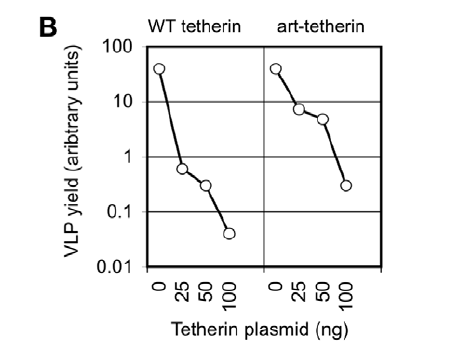 B
WT tetherin
art-tetherin
VLP yield (aribtrary units)
100
10
1
0.1
0.01
0 25 50 100 0 25 50 100
Tetherin plasmid (ng)